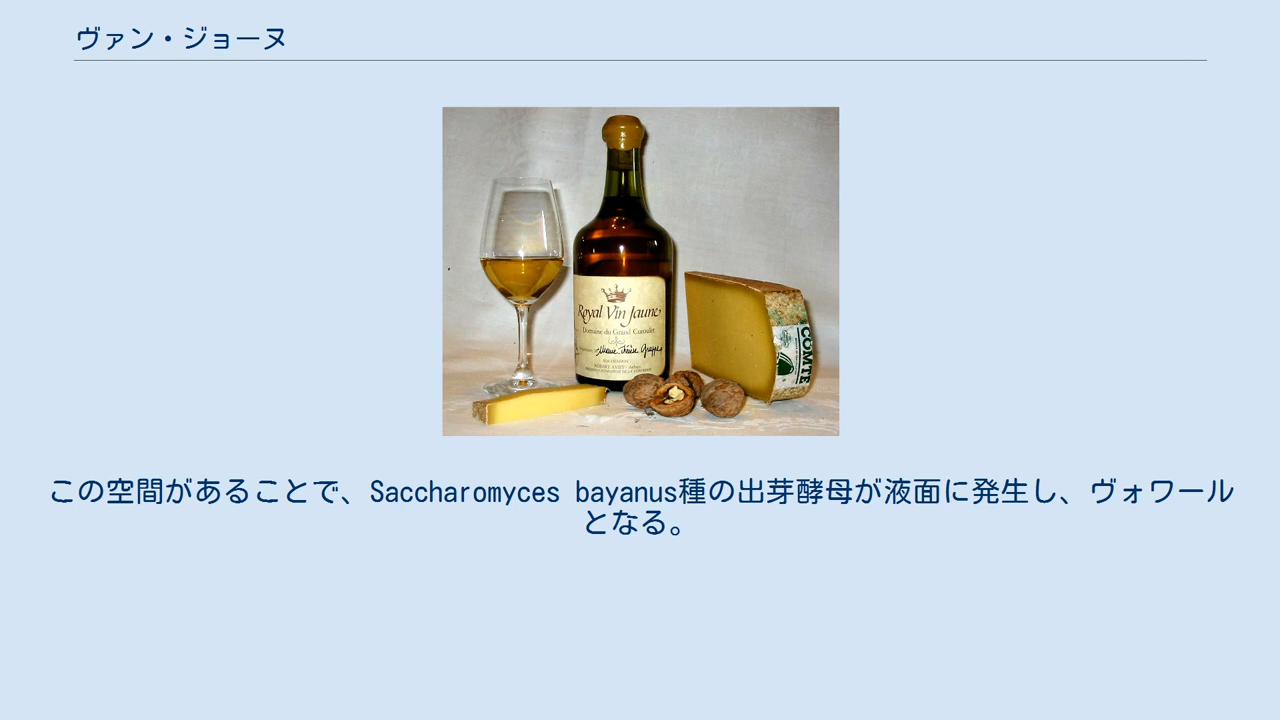 ヴァン・ジョーヌ
Royal Vin Jaune
Domaine du Grand Curoulet
COMTE
この空間があることで、Saccharomyces bayanus種の出芽酵母が液面に発生し、ヴォワール
となる。